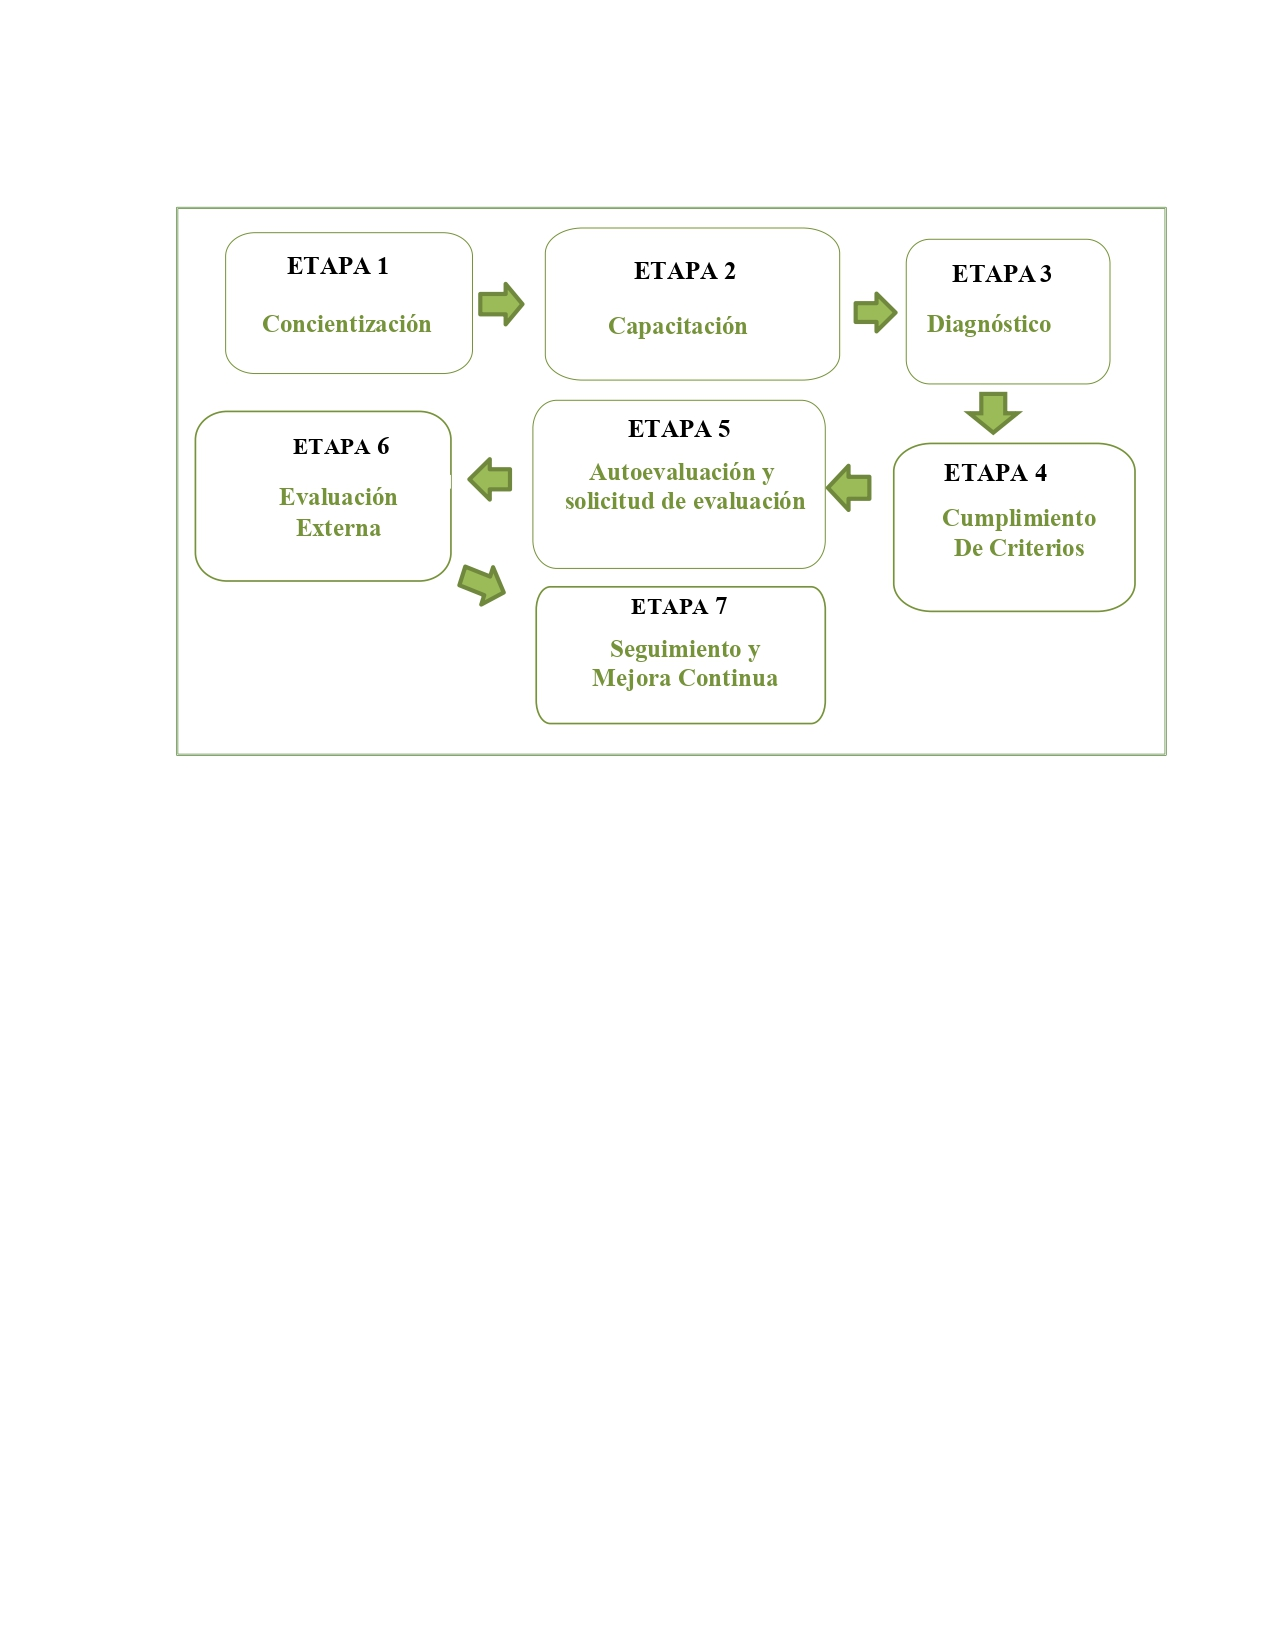 ETAPA 1
Concientización
ETAPA 2
Capacitación
ETAPA 3
Diagnóstico
ETAPA 4
Cumplimiento
De Criterios
ETAPA 5
Autoevaluación y
solicitud de evaluación
ETAPA 6
Evaluación
Externa
ETAPA 7
Seguimiento y
Mejora Continua